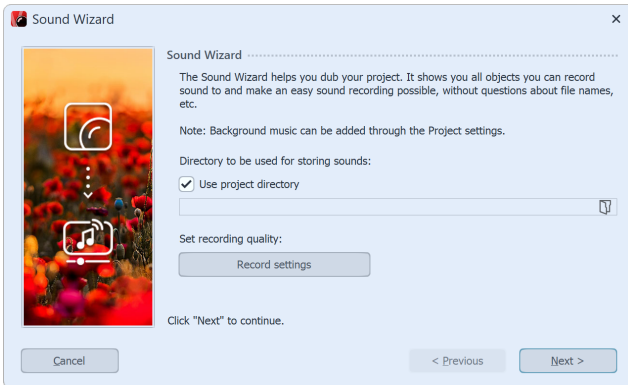 Sound Wizard
Sound Wizard
The Sound Wizard helps you dub your project. It shows you all objects you can record
sound to and make an easy sound recording possible, without questions about file names,
etc.
Note: Background music can be added through the Project settings.
Directory to be used for storing sounds:
Use project directory
Set recording quality:
Record settings
Click "Next" to continue.
Cancel
< Previous
Next >